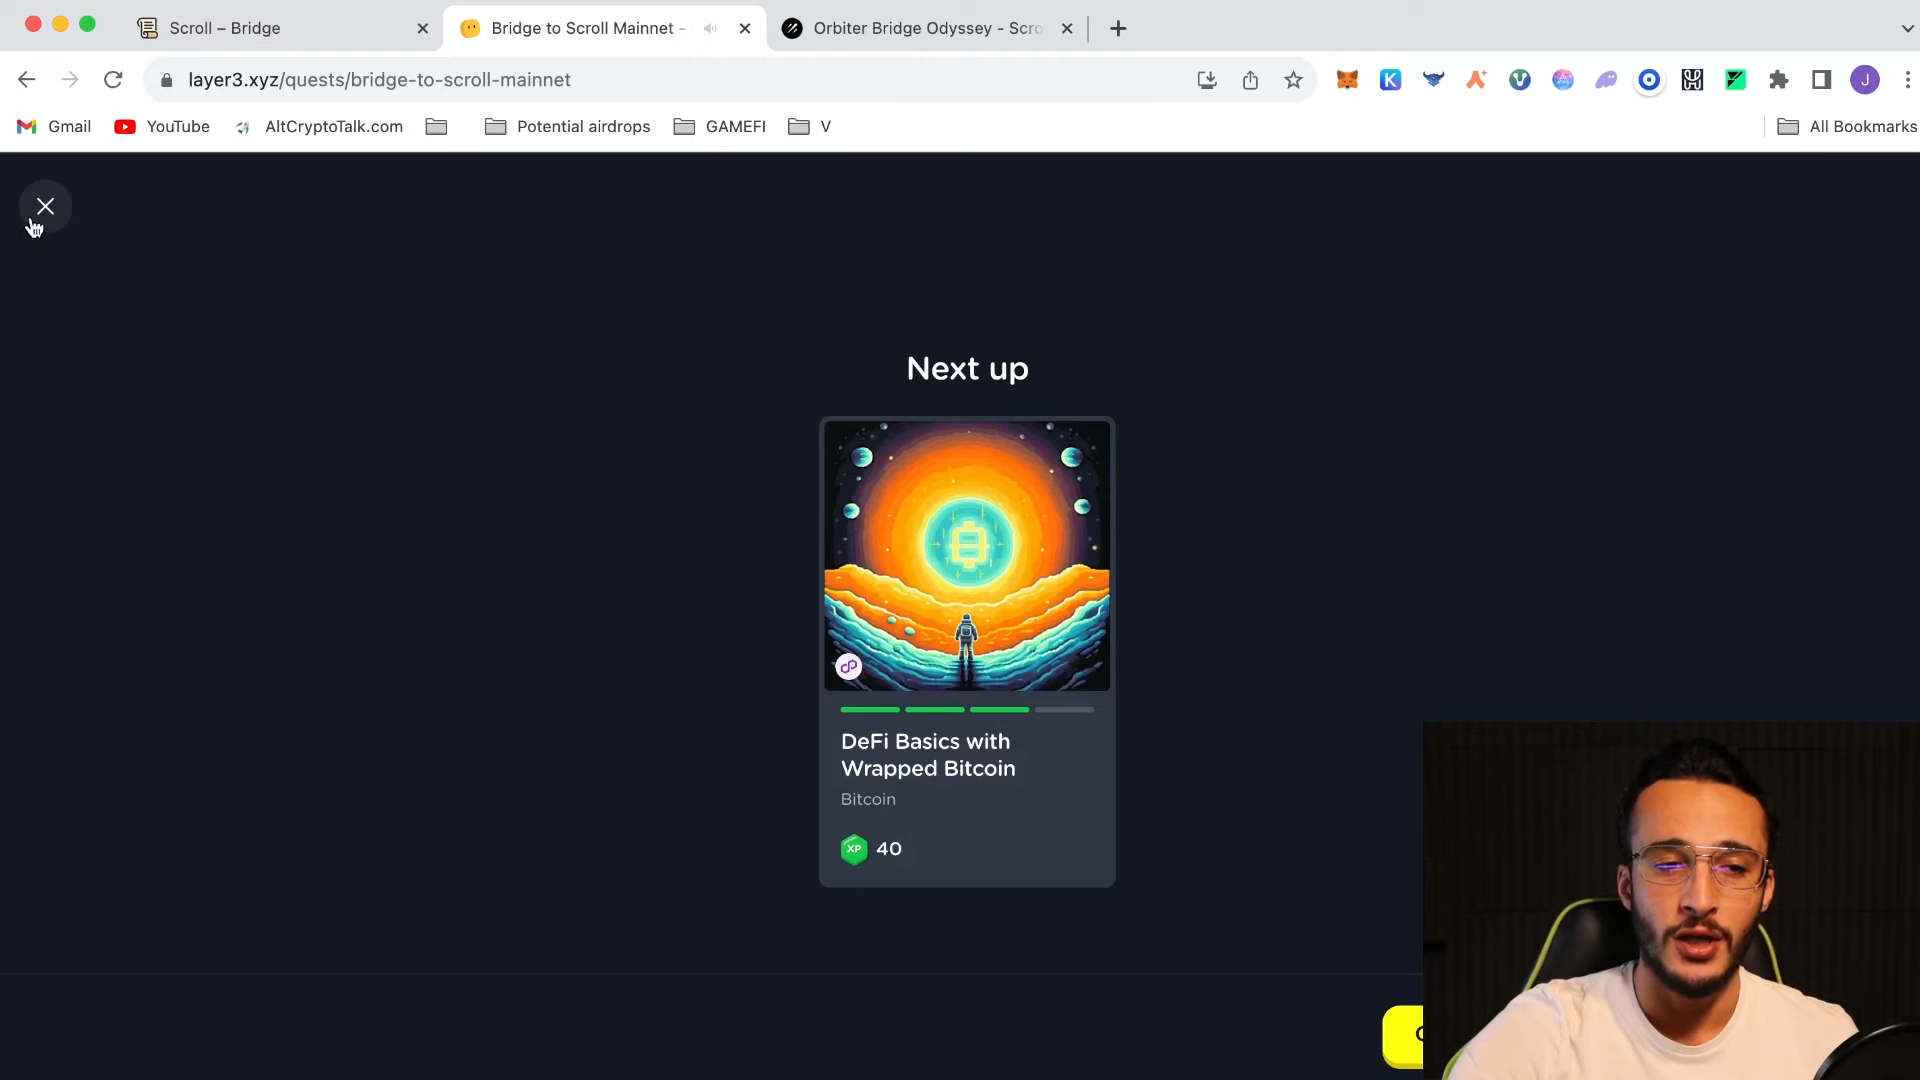 Scroll – Bridge
Bridge to Scroll Mainnet -
Orbiter Bridge Odyssey - Scro
layer3.xyz/quests/bridge-to-scroll-mainnet
J
Gmail
YouTube
AltCryptoTalk.com
Potential airdrops
GAMEFI
V
All Bookmarks
Next up
DeFi Basics with
Wrapped Bitcoin
Bitcoin
XP 40